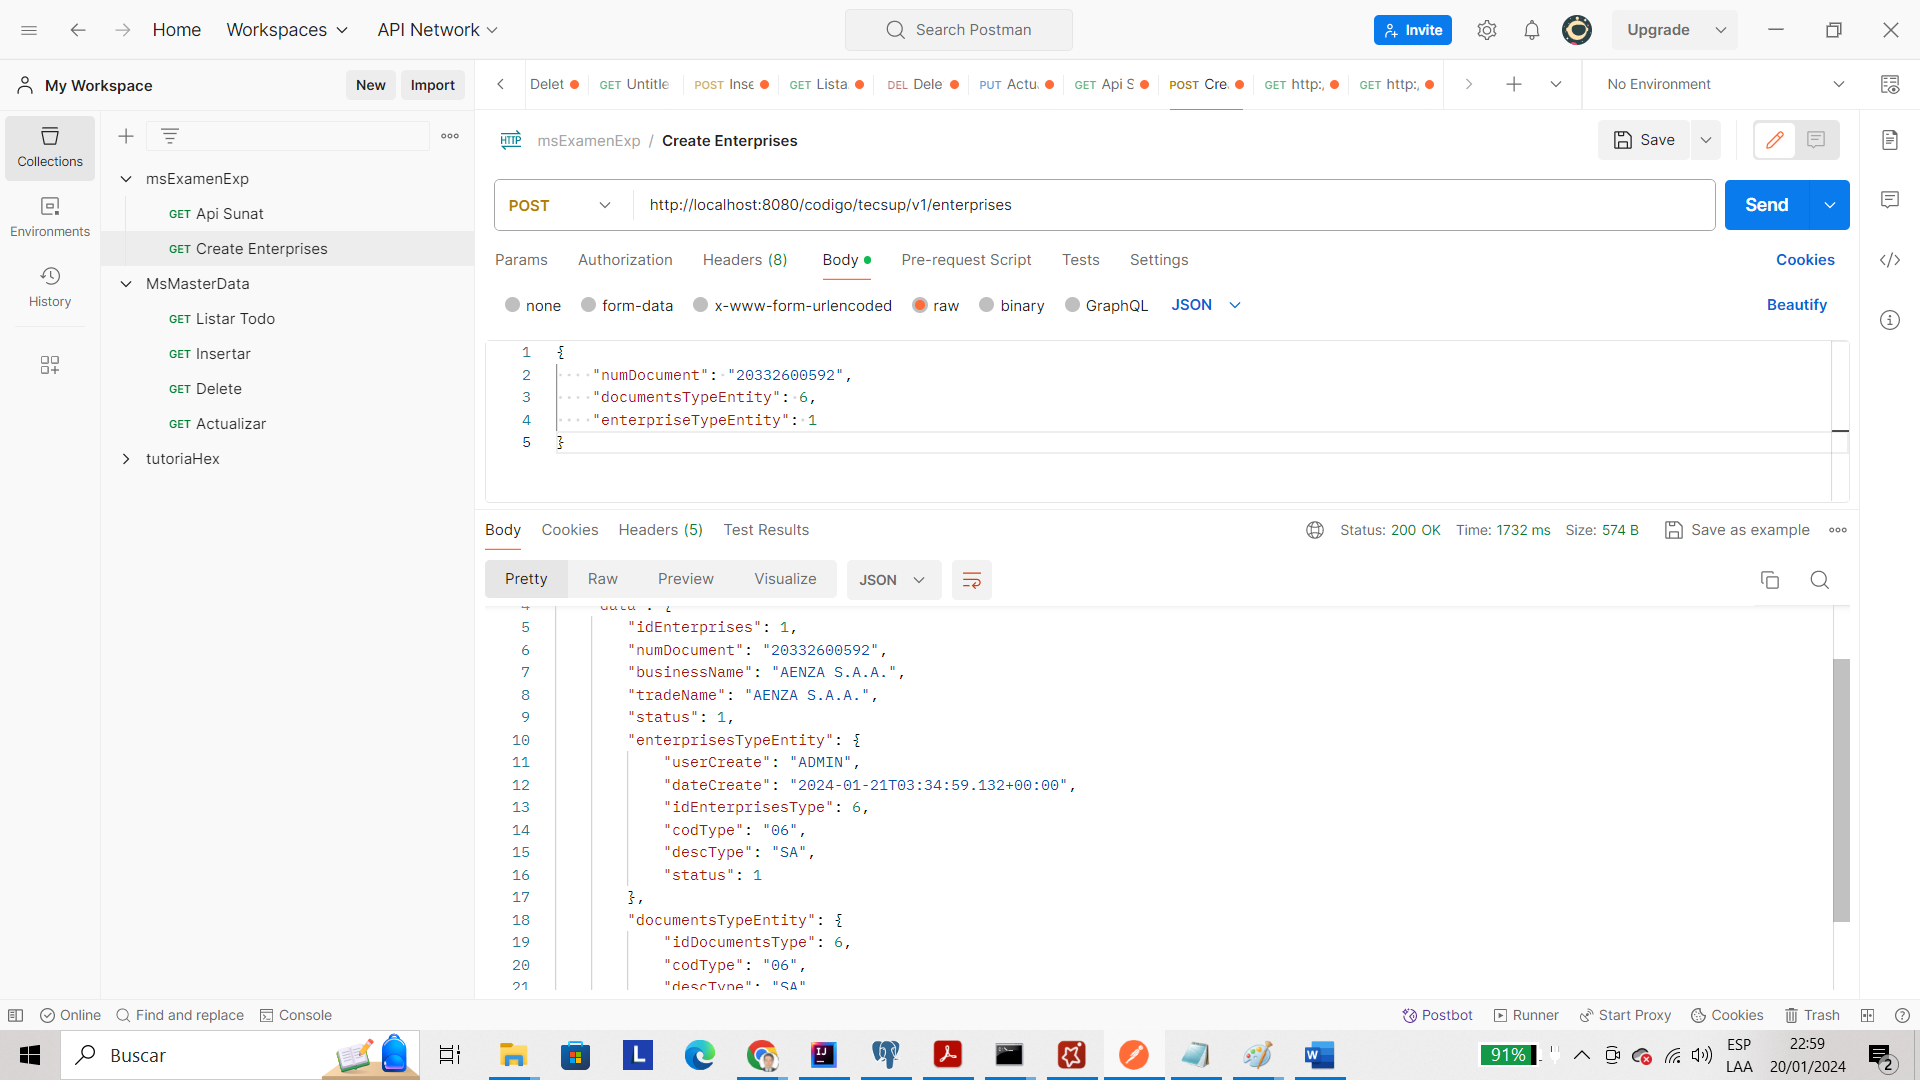 Home
Workspaces
API Network
Search Postman
Invite
Upgrade
My Workspace
New
Import
Delet
GET Untitle
POST Inse
GET Lista
DEL Dele
PUT Actu
GET Api S
POST Cre
GET http:
GET http:
No Environment
Collections
Environments
History
msExamenExp
GET Api Sunat
GET Create Enterprises
MsMasterData
GET Listar Todo
GET Insertar
GET Delete
GET Actualizar
tutoriaHex
HTTP msExamenExp / Create Enterprises
Save
POST http://localhost:8080/codigo/tecsup/v1/enterprises
Send
Params Authorization Headers (8) Body Pre-request Script Tests Settings Cookies
none form-data x-www-form-urlencoded raw binary GraphQL JSON Beautify
1 {
2 "numDocument": "20332600592",
3 "documentsTypeEntity": 6,
4 "enterpriseTypeEntity": 1
5 }
Body Cookies Headers (5) Test Results
Status: 200 OK Time: 1732 ms Size: 574 B Save as example
Pretty Raw Preview Visualize JSON
4 "data": {
5 "idEnterprises": 1,
6 "numDocument": "20332600592",
7 "businessName": "AENZA S.A.A.",
8 "tradeName": "AENZA S.A.A.",
9 "status": 1,
10 "enterprisesTypeEntity": {
11 "userCreate": "ADMIN",
12 "dateCreate": "2024-01-21T03:34:59.132+00:00",
13 "idEnterprisesType": 6,
14 "codType": "06",
15 "descType": "SA",
16 "status": 1
17 },
18 "documentsTypeEntity": {
19 "idDocumentsType": 6,
20 "codType": "06",
21 "descType": "SA"
Online Find and replace Console
Postbot Runner Start Proxy Cookies Trash
Buscar
91%
ESP
LAA
22:59
20/01/2024
2